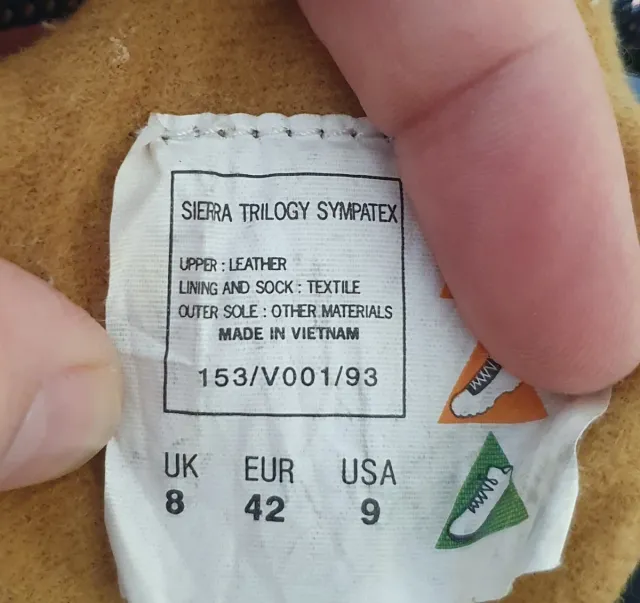 SIERRA TRILOGY SYMPATEX
UPPER : LEATHER
LINING AND SOCK : TEXTILE
OUTER SOLE : OTHER MATERIALS
MADE IN VIETNAM
153/V001/93
UK EUR USA
8 42 9